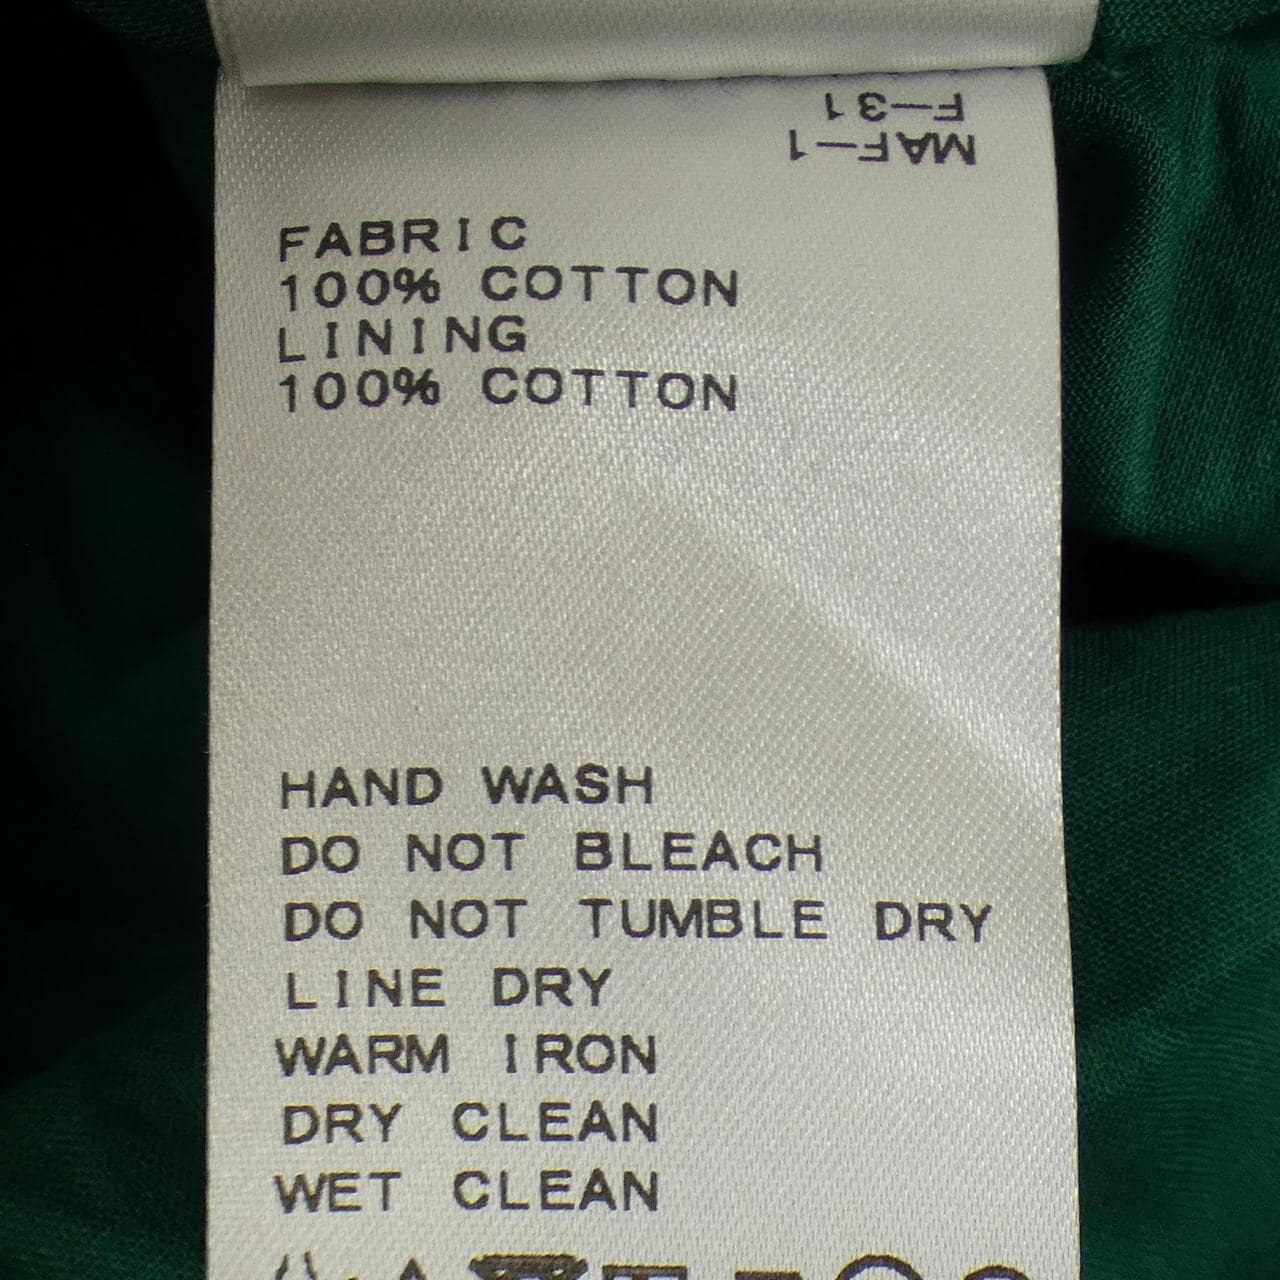 F-31
MAF-1
FABRIC
100% COTTON
LINING
100% COTTON
HAND WASH
DO NOT BLEACH
DO NOT TUMBLE DRY
LINE DRY
WARM IRON
DRY CLEAN
WET CLEAN